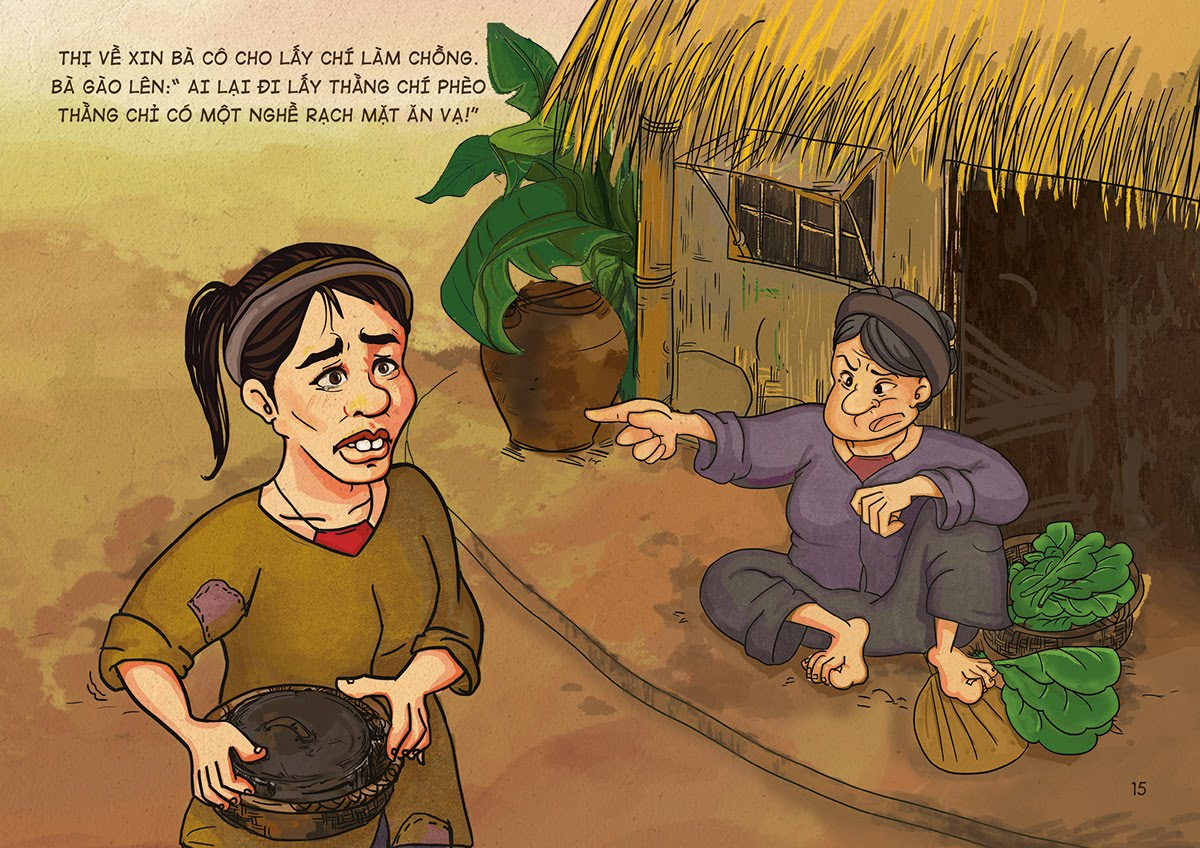 THỊ VỀ XIN BÀ CÔ CHO LẤY CHÍ LÀM CHỒNG.
BÀ GÀO LÊN:“ AI LẠI ĐI LẤY THẰNG CHÍ PHÈO
THẰNG CHỈ CÓ MỘT NGHỀ RẠCH MẶT ĂN VẠ!”
15